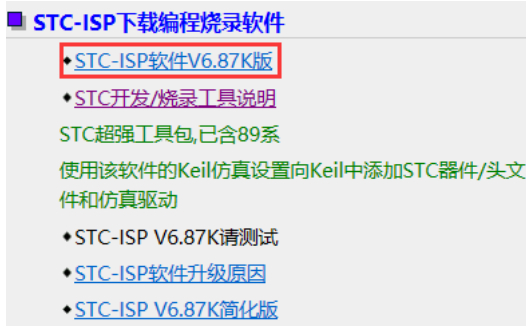 STC-ISP下载编程烧录软件
STC-ISP软件V6.87K版
STC开发/烧录工具说明
STC超强工具包,已含89系
使用该软件的Keil仿真设置向Keil中添加STC器件/头文
件和仿真驱动
STC-ISP V6.87K请测试
STC-ISP软件升级原因
STC-ISP V6.87K简化版